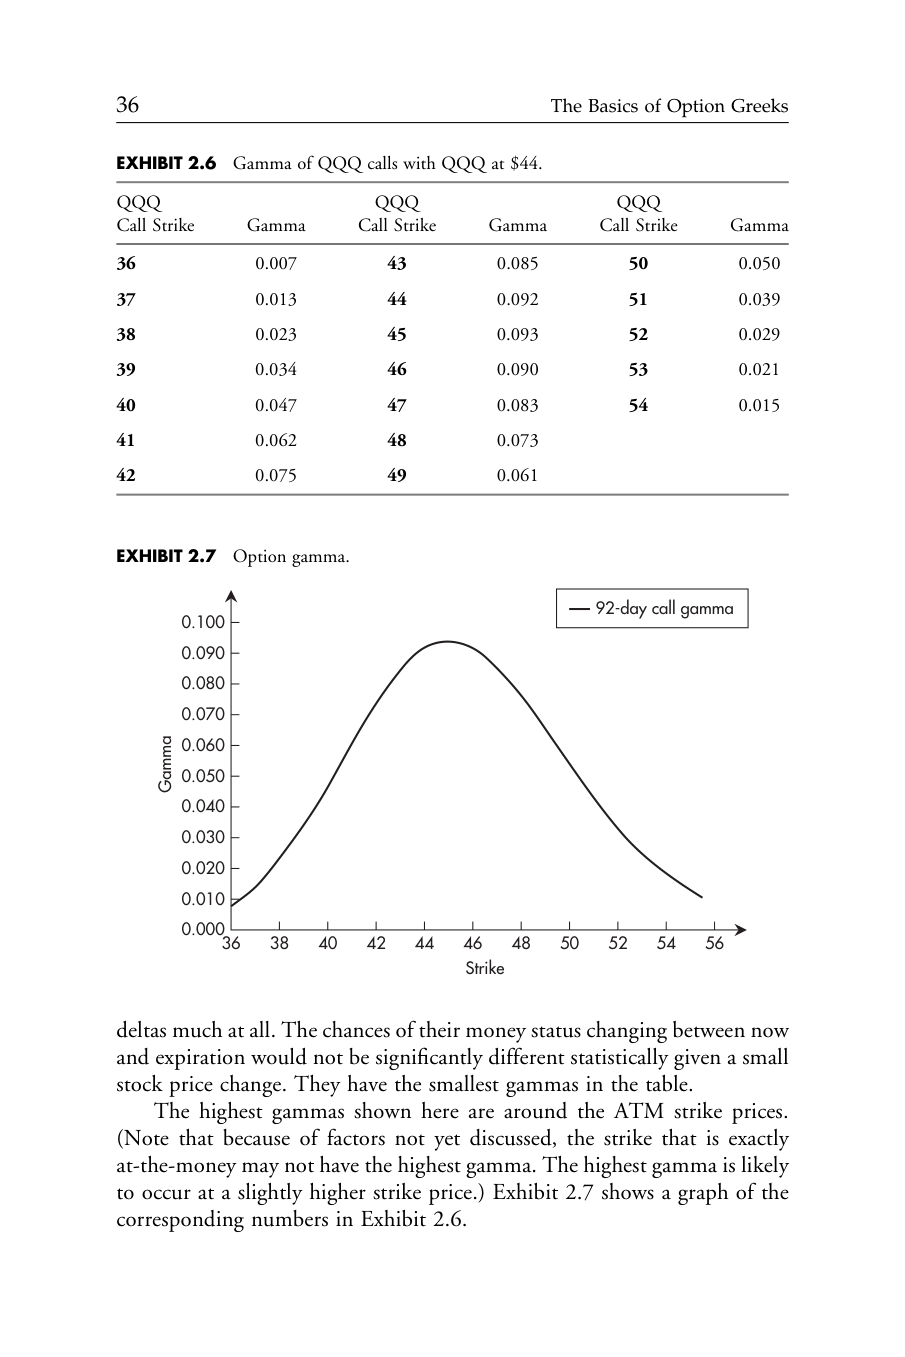 36 The Basics of Option Greeks
EXHIBIT 2.6 Gamma of QQQ calls with QQQ at $44.
QQQ QQQ QQQ
Call Strike Gamma Call Strike Gamma Call Strike Gamma
36 0.007 43 0.085 50 0.050
37 0.013 44 0.092 51 0.039
38 0.023 45 0.093 52 0.029
39 0.034 46 0.090 53 0.021
40 0.047 47 0.083 54 0.015
41 0.062 48 0.073
42 0.075 49 0.061
EXHIBIT 2.7 Option gamma.
92-day call gamma
0.100
0.090
0.080
0.070
0.060
0.050
0.040
0.030
0.020
0.010
0.000
Gamma
36 38 40 42 44 46 48 50 52 54 56
Strike
deltas much at all. The chances of their money status changing between now
and expiration would not be significantly different statistically given a small
stock price change. They have the smallest gammas in the table.
The highest gammas shown here are around the ATM strike prices.
(Note that because of factors not yet discussed, the strike that is exactly
at-the-money may not have the highest gamma. The highest gamma is likely
to occur at a slightly higher strike price.) Exhibit 2.7 shows a graph of the
corresponding numbers in Exhibit 2.6.